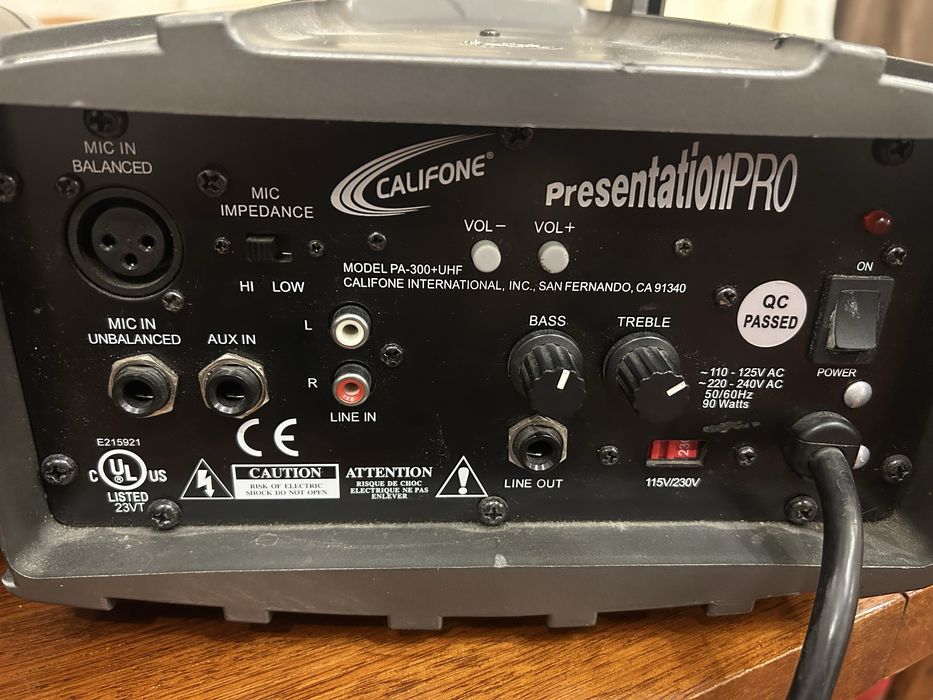 MIC IN
BALANCED
MIC
IMPEDANCE
HI LOW
CALIFONE®
PresentationPRO
VOL− VOL+
MODEL PA-300+UHF
CALIFONE INTERNATIONAL, INC., SAN FERNANDO, CA 91340
QC
PASSED
ON
POWER
MIC IN
UNBALANCED
AUX IN
L
R
LINE IN
BASS
TREBLE
~110 - 125V AC
~220 - 240V AC
50/60Hz
90 Watts
E215921
C UL US
LISTED
23VT
CE
CAUTION
RISK OF ELECTRIC
SHOCK DO NOT OPEN
ATTENTION
RISQUE DE CHOC
ELECTRIQUE NE PAS
ENLEVER
!
LINE OUT
115V/230V